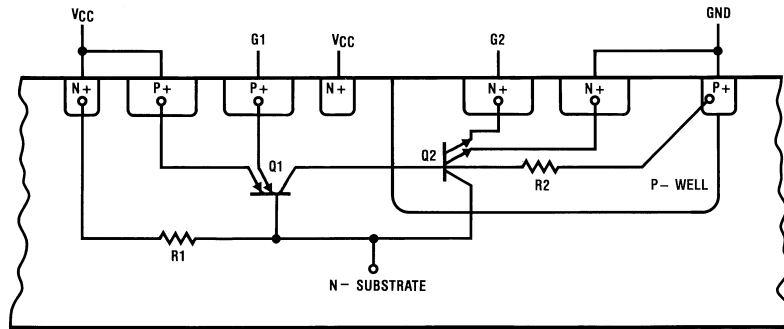 VCC G1 VCC G2 GND
N+ P+ P+ N+ N+ N+ P+
Q1 Q2
R2 P- WELL
R1
N- SUBSTRATE